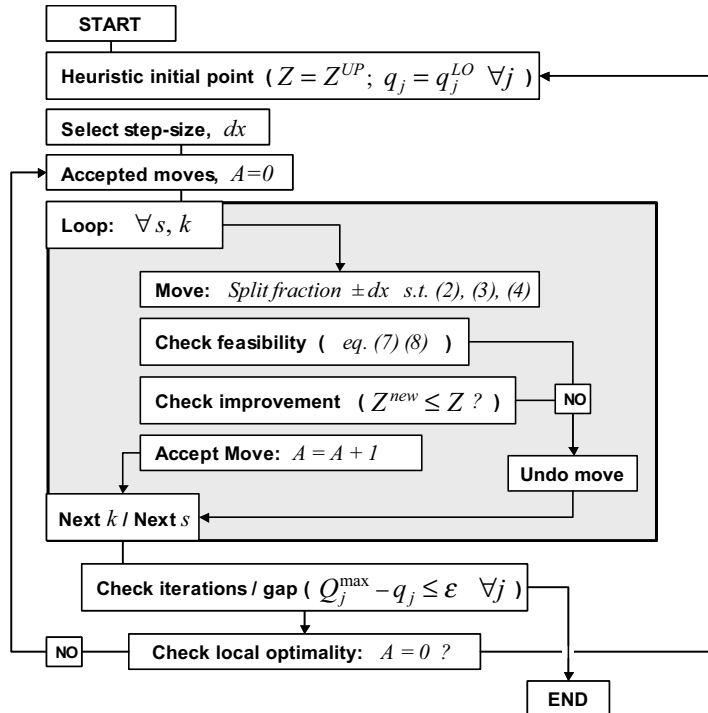 START
Heuristic initial point ( Z = Z^{UP}; q_j = q_j^{LO} ∀j )
Select step-size, dx
Accepted moves, A=0
Loop: ∀ s, k
Move: Split fraction ± dx s.t. (2), (3), (4)
Check feasibility ( eq. (7) (8) )
Check improvement ( Z^{new} ≤ Z ? )
NO
Accept Move: A = A + 1
Undo move
Next k / Next s
Check iterations / gap ( Q_j^{max} – q_j ≤ ε ∀j )
NO
Check local optimality: A = 0 ?
END